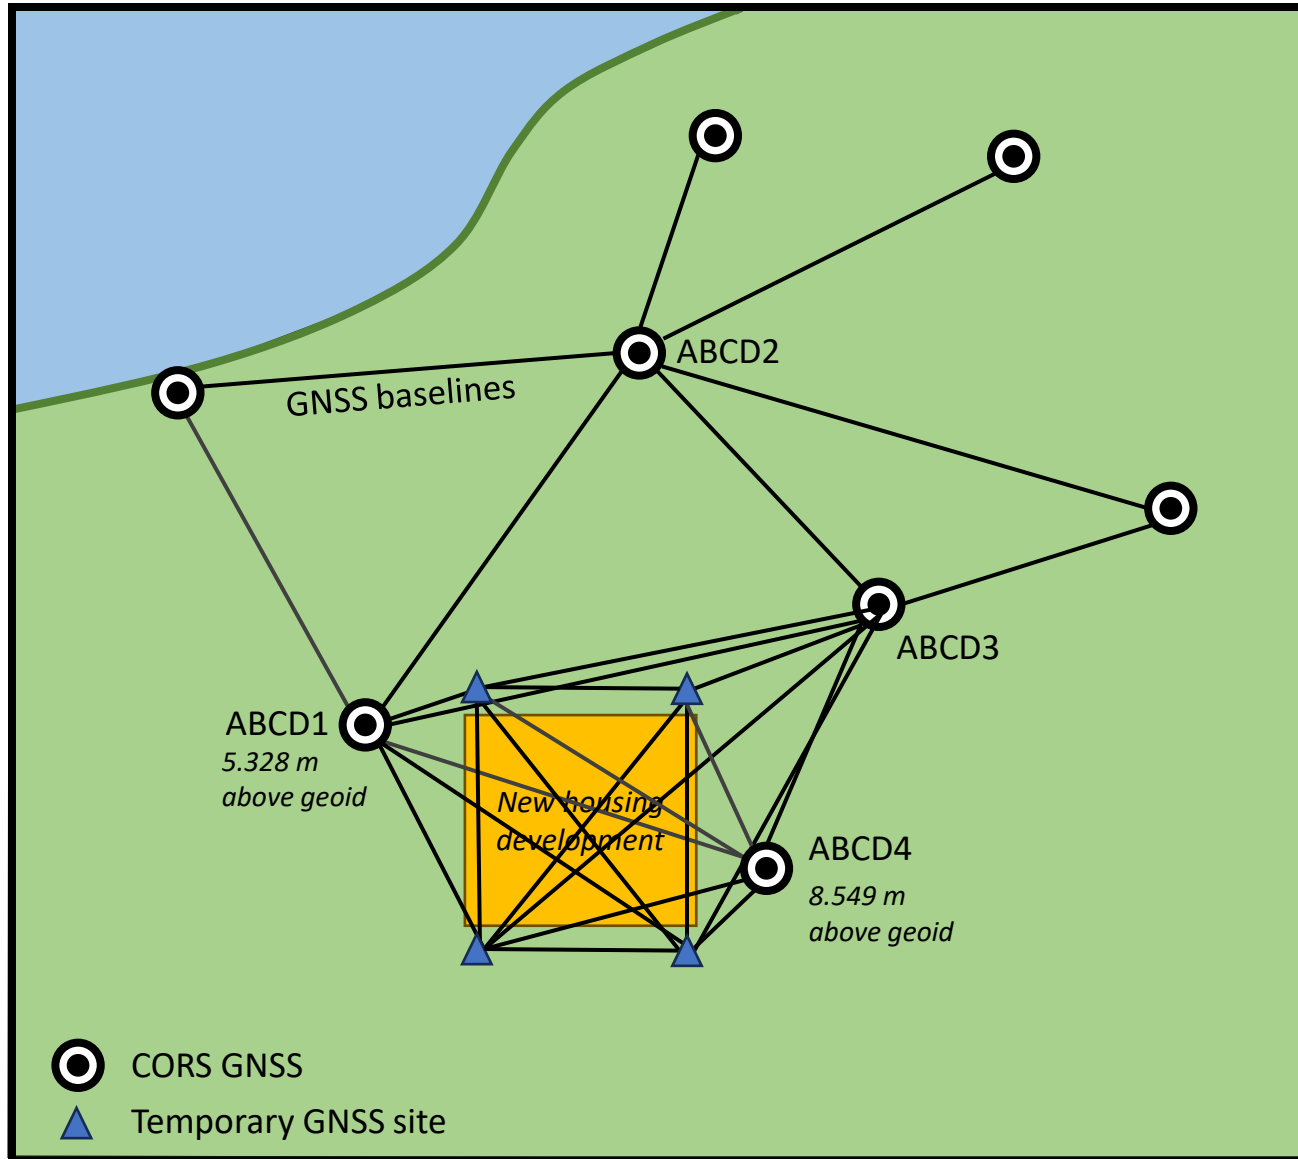 ABCD2
GNSS baselines
ABCD3
ABCD1
5.328 m
above geoid
New housing
development
ABCD4
8.549 m
above geoid
CORS GNSS
Temporary GNSS site